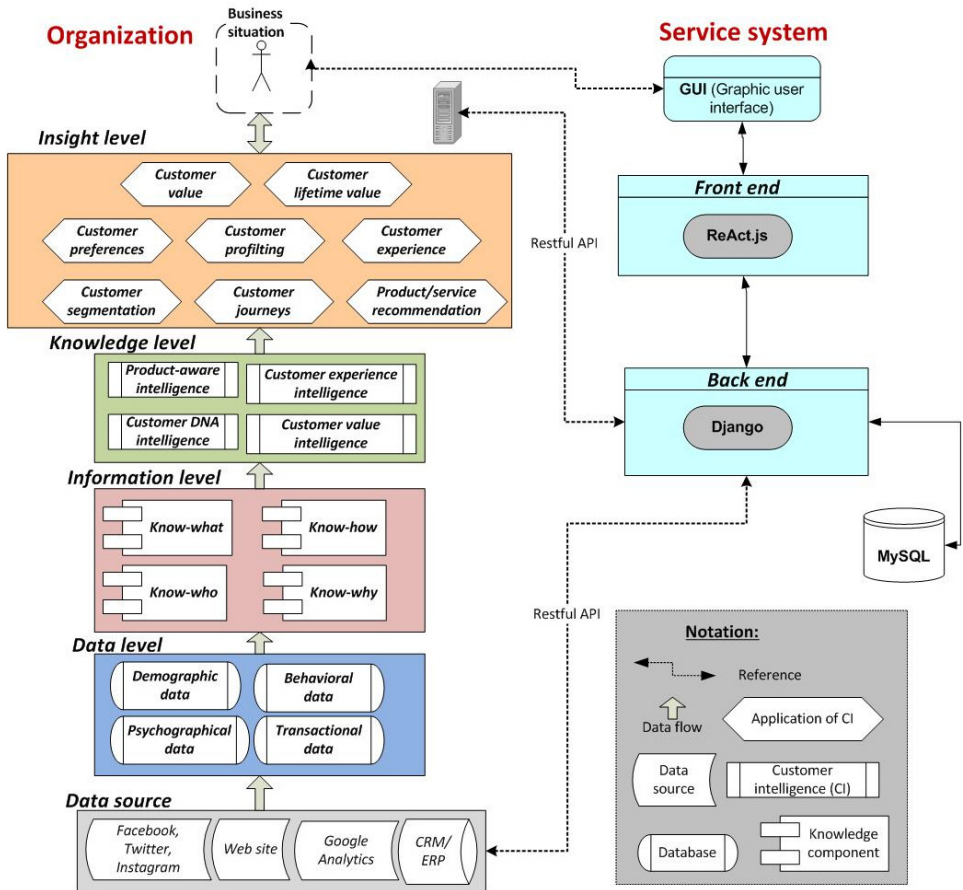 Organization
Business
situation
Service system
GUI (Graphic user
interface)
Insight level
Customer
value
Customer
lifetime value
Customer
preferences
Customer
profilting
Customer
experience
Customer
segmentation
Customer
journeys
Product/service
recommendation
Front end
ReAct.js
Restful API
Knowledge level
Product-aware
intelligence
Customer experience
intelligence
Customer DNA
intelligence
Customer value
intelligence
Back end
Django
Information level
Know-what
Know-how
Know-who
Know-why
MySQL
Restful API
Data level
Demographic
data
Behavioral
data
Psychographical
data
Transactional
data
Data source
Facebook,
Twitter,
Instagram
Web site
Google
Analytics
CRM/
ERP
Notation:
Reference
Data flow
Application of CI
Data
source
Customer
intelligence (CI)
Database
Knowledge
component